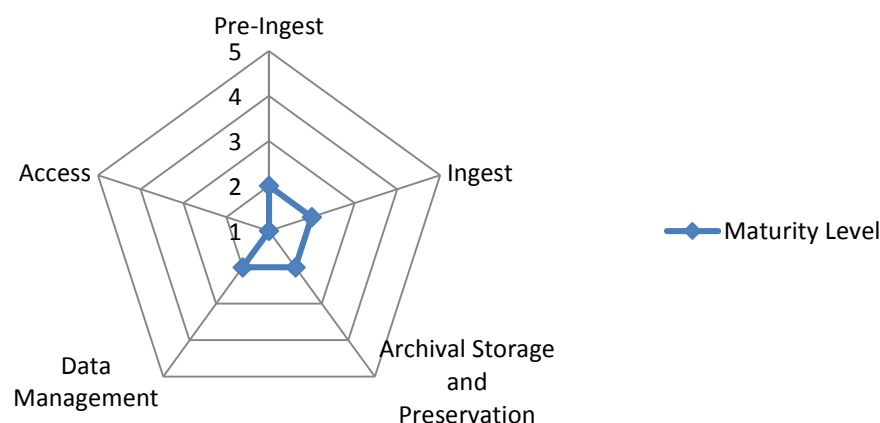 Pre-Ingest
5
4
3
2
1
Access
Ingest
Maturity Level
Data
Management
Archival Storage
and
Preservation